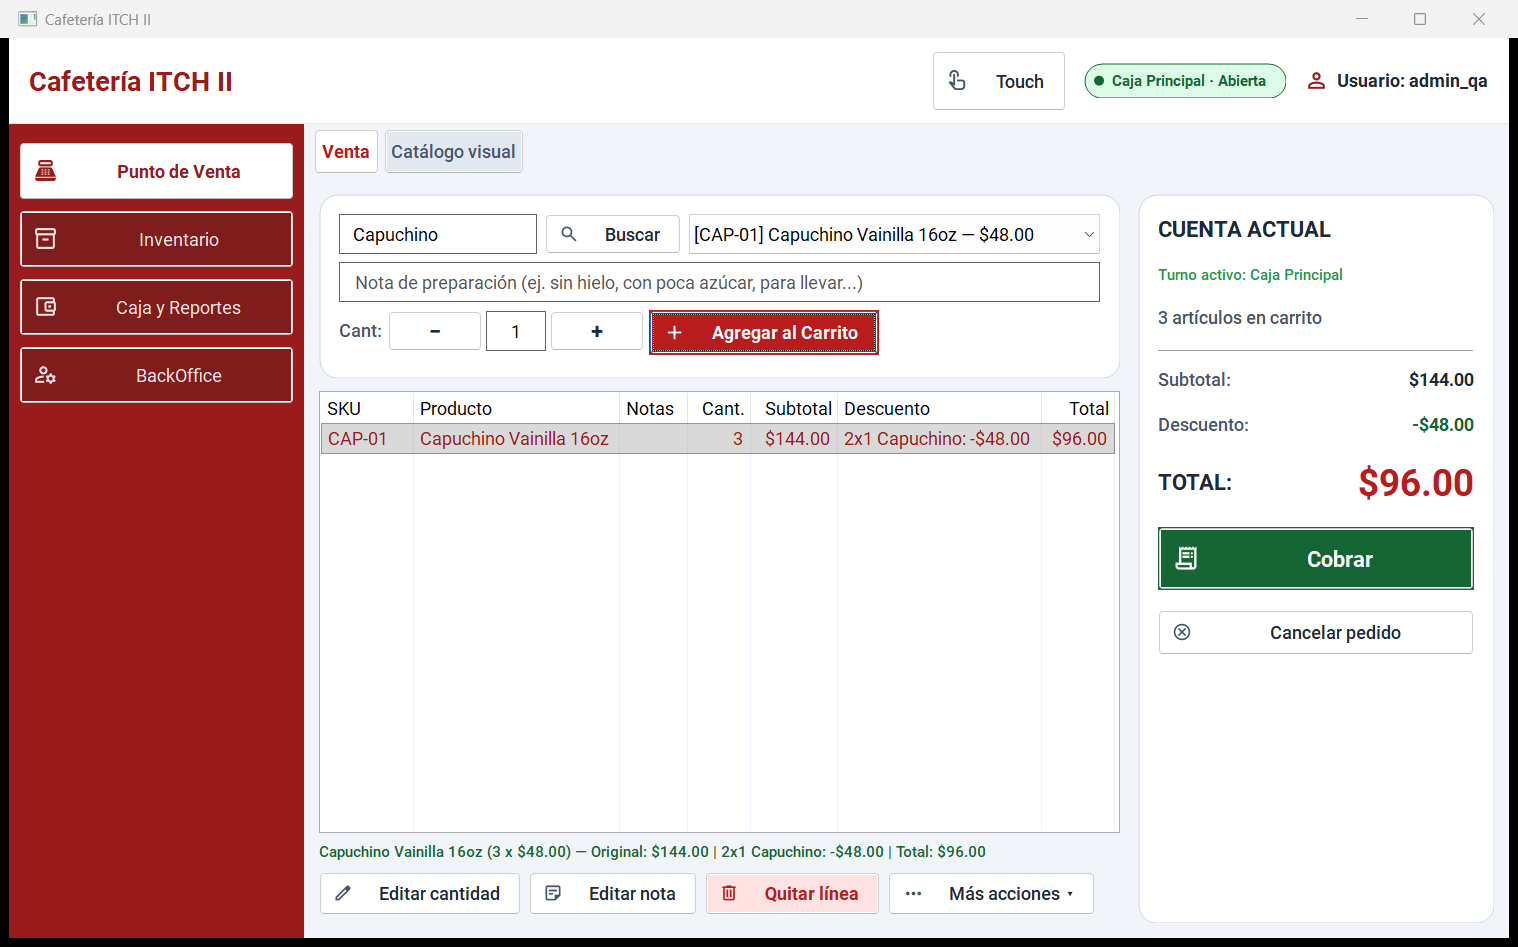 Cafetería ITCH II
Cafetería ITCH II
Touch
Caja Principal · Abierta
Usuario: admin_qa
Punto de Venta
Inventario
Caja y Reportes
BackOffice
Venta
Catálogo visual
Capuchino
Buscar
[CAP-01] Capuchino Vainilla 16oz — $48.00
Nota de preparación (ej. sin hielo, con poca azúcar, para llevar...)
Cant:
−
1
+
+ Agregar al Carrito
SKU Producto Notas Cant. Subtotal Descuento Total
CAP-01 Capuchino Vainilla 16oz 3 $144.00 2x1 Capuchino: -$48.00 $96.00
Capuchino Vainilla 16oz (3 x $48.00) — Original: $144.00 | 2x1 Capuchino: -$48.00 | Total: $96.00
Editar cantidad
Editar nota
Quitar línea
Más acciones
CUENTA ACTUAL
Turno activo: Caja Principal
3 artículos en carrito
Subtotal: $144.00
Descuento: -$48.00
TOTAL: $96.00
Cobrar
Cancelar pedido